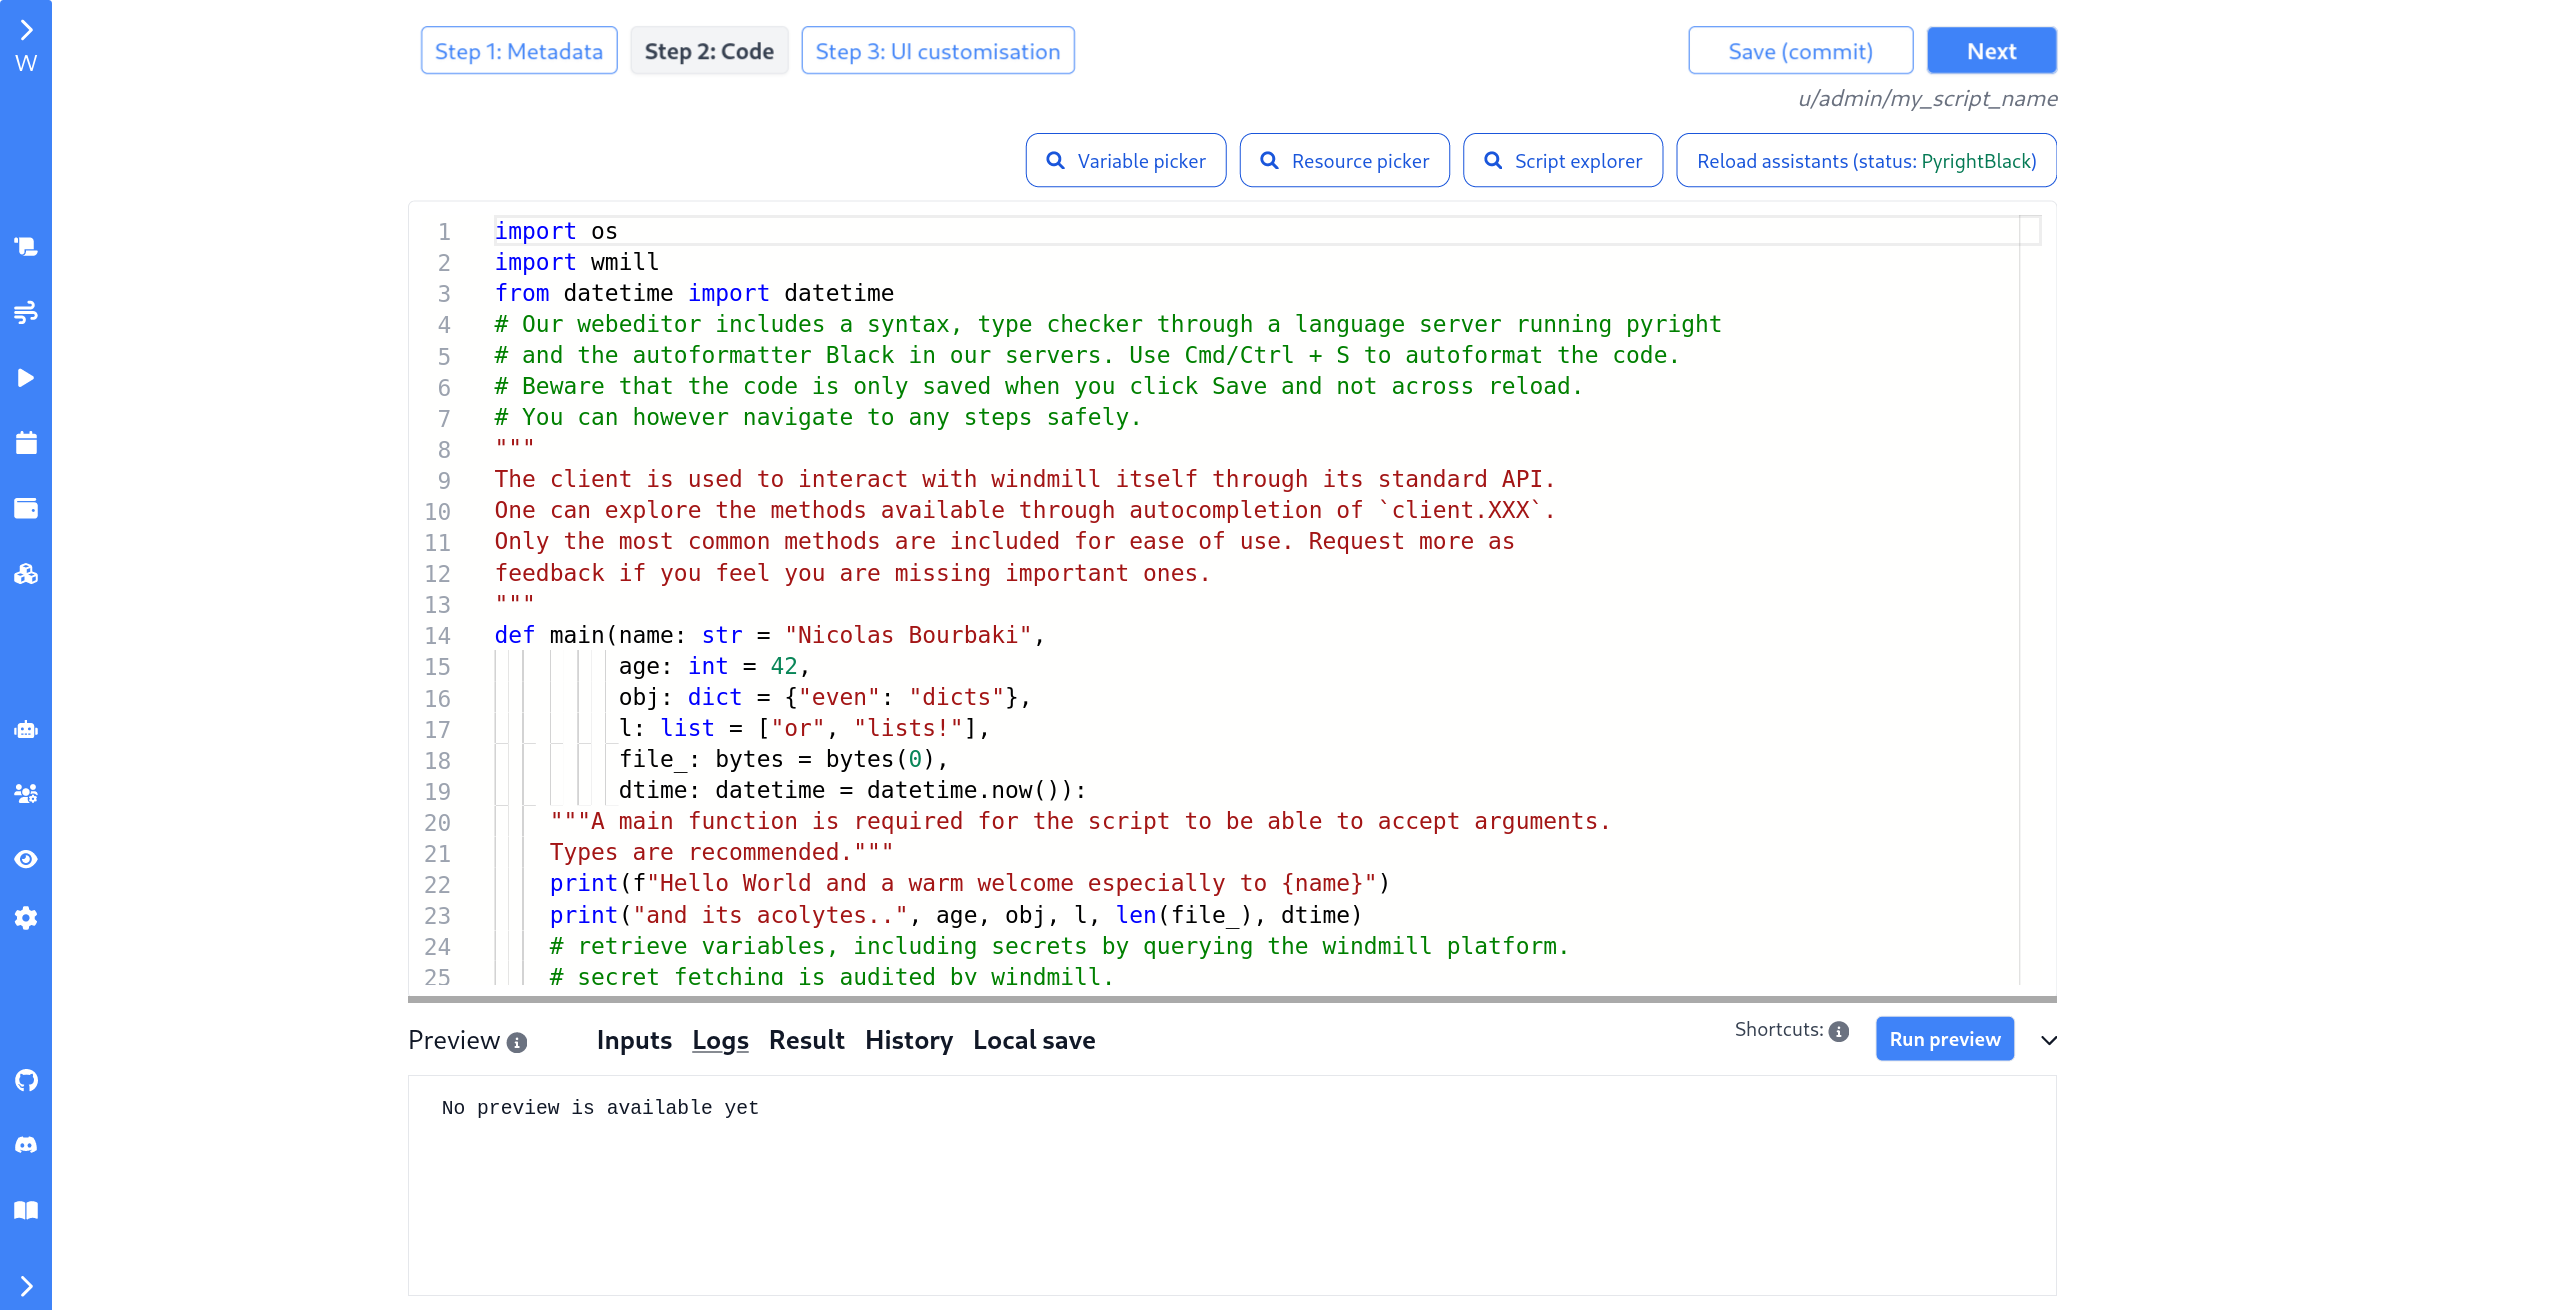 W
Step 1: Metadata
Step 2: Code
Step 3: UI customisation
Save (commit)
Next
u/admin/my_script_name
Variable picker
Resource picker
Script explorer
Reload assistants (status: PyrightBlack)
1 import os
2 import wmill
3 from datetime import datetime
4 # Our webeditor includes a syntax, type checker through a language server running pyright
5 # and the autoformatter Black in our servers. Use Cmd/Ctrl + S to autoformat the code.
6 # Beware that the code is only saved when you click Save and not across reload.
7 # You can however navigate to any steps safely.
8 """
9 The client is used to interact with windmill itself through its standard API.
10 One can explore the methods available through autocompletion of `client.XXX`.
11 Only the most common methods are included for ease of use. Request more as
12 feedback if you feel you are missing important ones.
13 """
14 def main(name: str = "Nicolas Bourbaki",
15          age: int = 42,
16          obj: dict = {"even": "dicts"},
17          l: list = ["or", "lists!"],
18          file_: bytes = bytes(0),
19          dtime: datetime = datetime.now()):
20     """A main function is required for the script to be able to accept arguments.
21     Types are recommended."""
22     print(f"Hello World and a warm welcome especially to {name}")
23     print("and its acolytes..", age, obj, l, len(file_), dtime)
24     # retrieve variables, including secrets by querying the windmill platform.
25     # secret fetching is audited by windmill.
Preview
Inputs
Logs
Result
History
Local save
Shortcuts:
Run preview
No preview is available yet